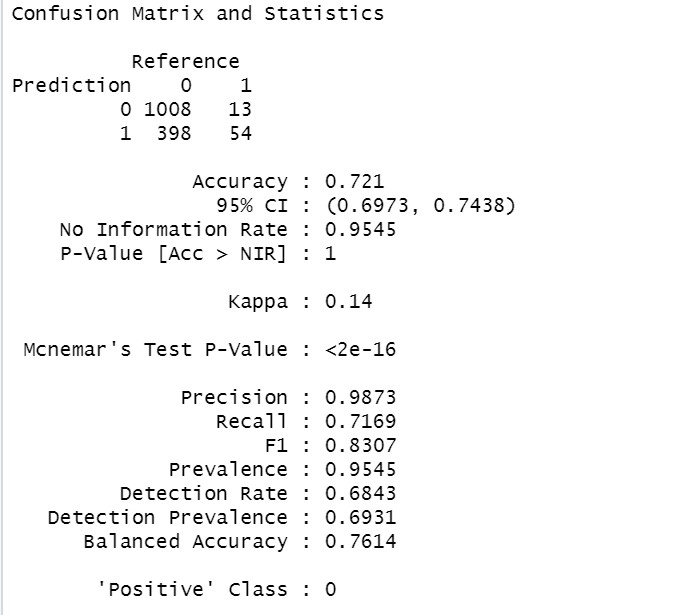 Confusion Matrix and Statistics
Reference
Prediction 0 1
0 1008 13
1 398 54
Accuracy : 0.721
95% CI : (0.6973, 0.7438)
No Information Rate : 0.9545
P-Value [Acc > NIR] : 1
Kappa : 0.14
Mcnemar's Test P-Value : <2e-16
Precision : 0.9873
Recall : 0.7169
F1 : 0.8307
Prevalence : 0.9545
Detection Rate : 0.6843
Detection Prevalence : 0.6931
Balanced Accuracy : 0.7614
'Positive' Class : 0